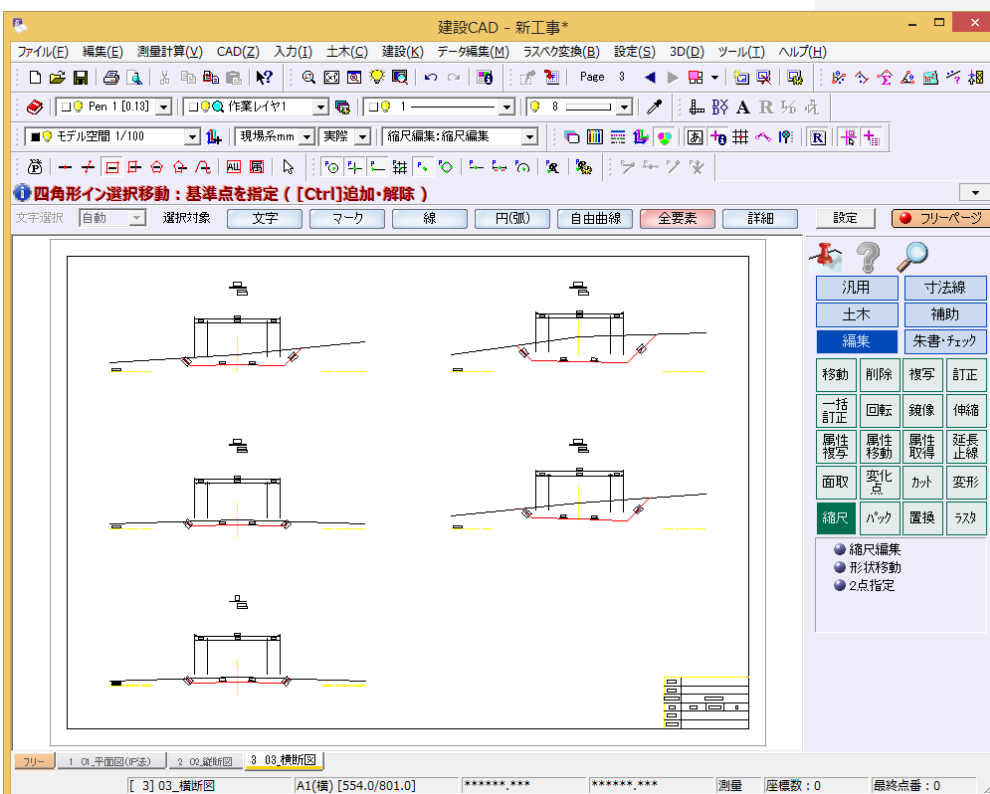 建設CAD - 新工事*
ファイル(F) 編集(E) 測量計算(V) CAD(Z) 入力(I) 土木(C) 建設(K) データ編集(M) ラスベク変換(B) 設定(S) 3D(D) ツール(T) ヘルプ(H)
Page 3
Pen 1 [0.13] 作業レイヤ1 1 8 A R
モデル空間 1/100 現場系mm 実際 縮尺編集:縮尺編集 あ R
四角形イン選択移動：基準点を指定 ( [Ctrl]追加・解除 )
文字選択 自動 選択対象 文字 マーク 線 円(弧) 自由曲線 全要素 詳細 設定 フリーページ
汎用 寸法線
土木 補助
編集 朱書・チェック
移動 削除 複写 訂正
一括訂正 回転 鏡像 伸縮
属性複写 属性移動 属性取得 延長止線
面取 変化点 カット 変形
縮尺 パック 置換 ラスタ
縮尺編集
形状移動
2点指定
フリー 1 01_平面図(IP法) 2 02_縦断図 3 03_横断図
[ 3] 03_横断図 A1(横) [554.0/801.0] ******.*** ******.*** 測量 座標数：0 最終点番：0